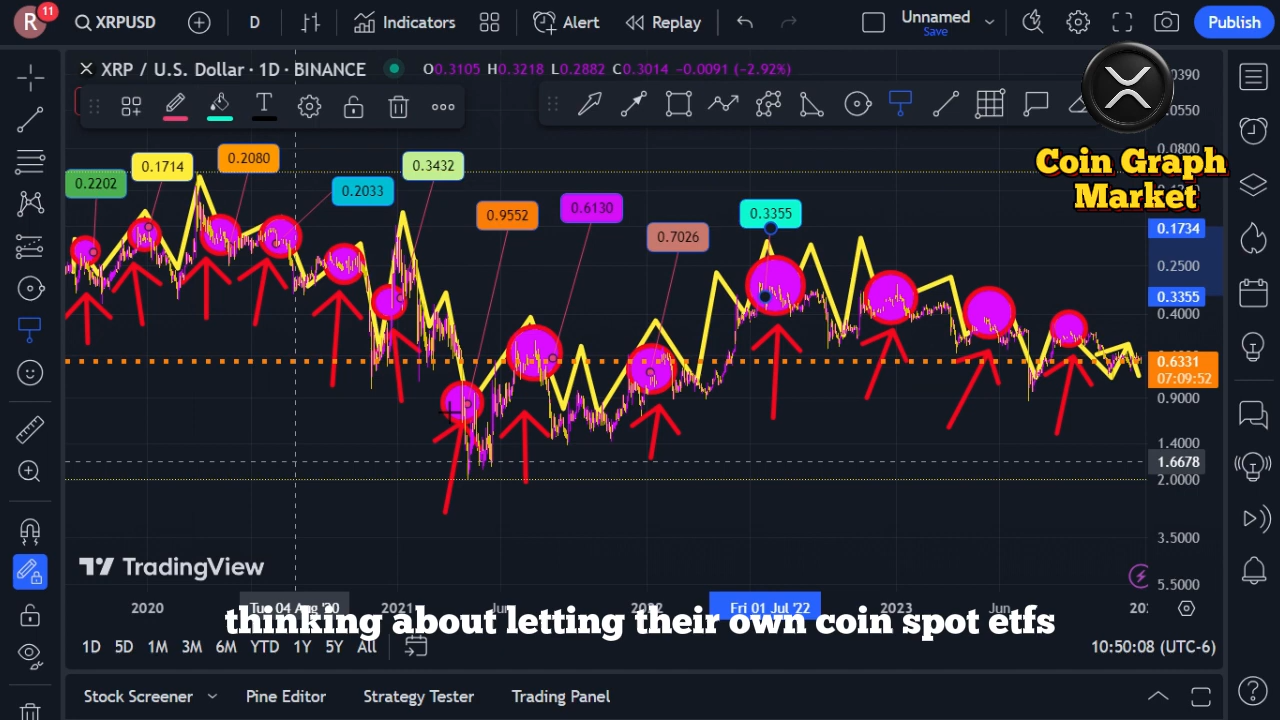 R
11
XRPUSD
D
Indicators
Alert
Replay
Unnamed
Save
Publish
XRP / U.S. Dollar · 1D · BINANCE
O0.3105 H0.3218 L0.2882 C0.3014 −0.0091 (−2.92%)
T
Coin Graph
Market
0.2202
0.1714
0.2080
0.2033
0.3432
0.9552
0.6130
0.7026
0.3355
0.0800
0.1734
0.2500
0.3355
0.4000
0.6331
07:09:52
0.9000
1.4000
1.6678
2.0000
3.5000
5.5000
TradingView
2020
Tue 04 Aug '20
2021
2022
Fri 01 Jul '22
2023
Jun
thinking about letting their own coin spot etfs
1D 5D 1M 3M 6M YTD 1Y 5Y All
10:50:08 (UTC-6)
Stock Screener
Pine Editor
Strategy Tester
Trading Panel